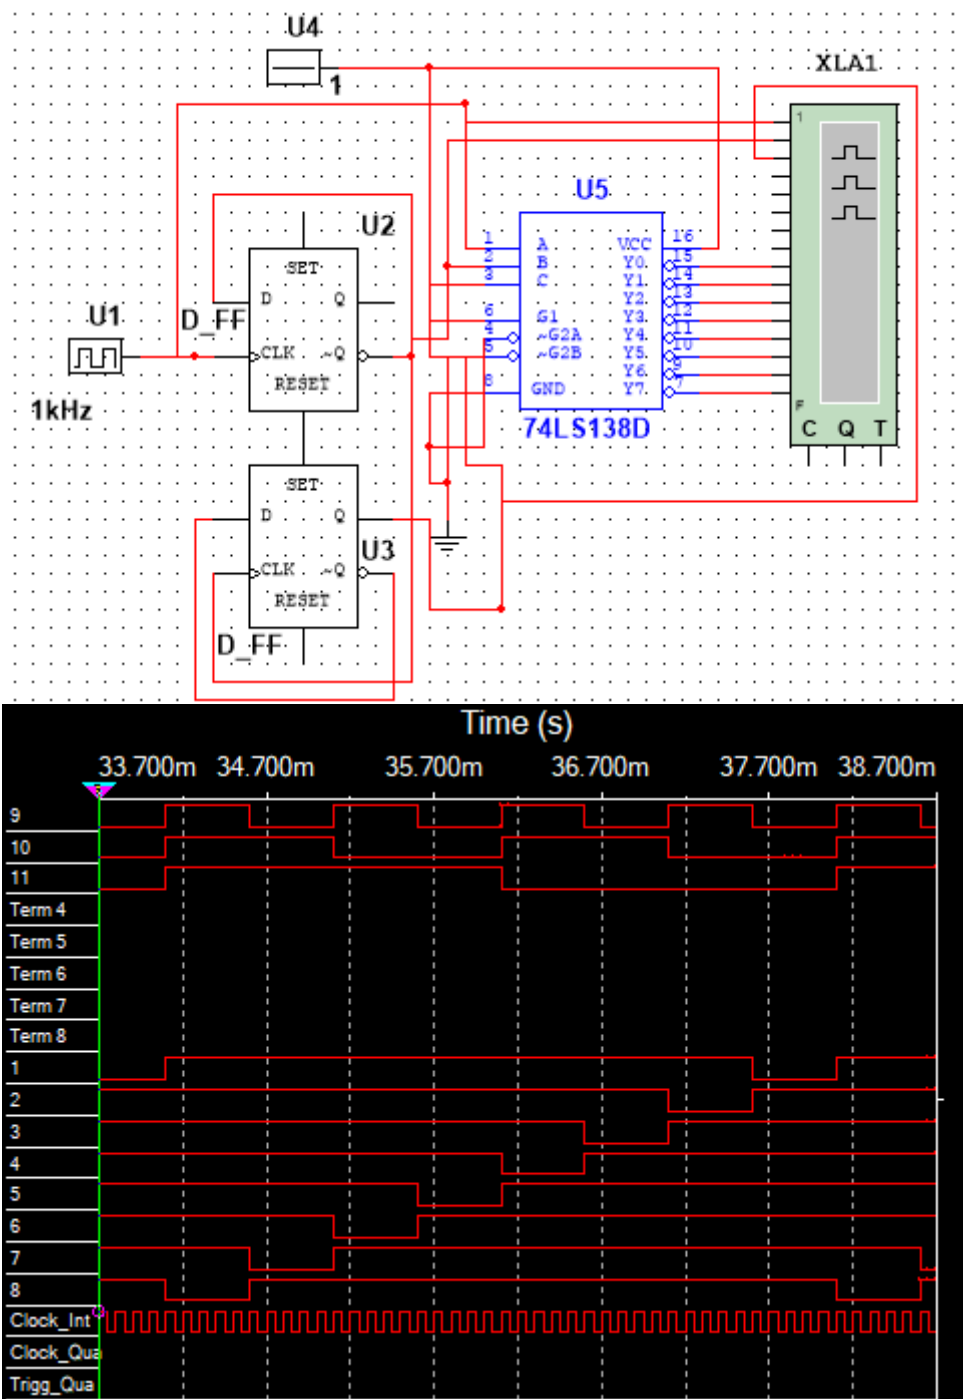 U4
1
XLA1
1
U5
U2
SET
D Q
D_FF
U1
CLK ~Q
RESET
1kHz
1 A VCC 16
2 B Y0 15
3 C Y1 14
Y2 13
6 G1 Y3 12
4 ~G2A Y4 11
5 ~G2B Y5 10
Y6 9
8 GND Y7 7
74LS138D
F
C Q T
SET
D Q
U3
CLK ~Q
RESET
D_FF
Time (s)
33.700m 34.700m 35.700m 36.700m 37.700m 38.700m
9
10
11
Term 4
Term 5
Term 6
Term 7
Term 8
1
2
3
4
5
6
7
8
Clock_Int
Clock_Qua
Trigg_Qua